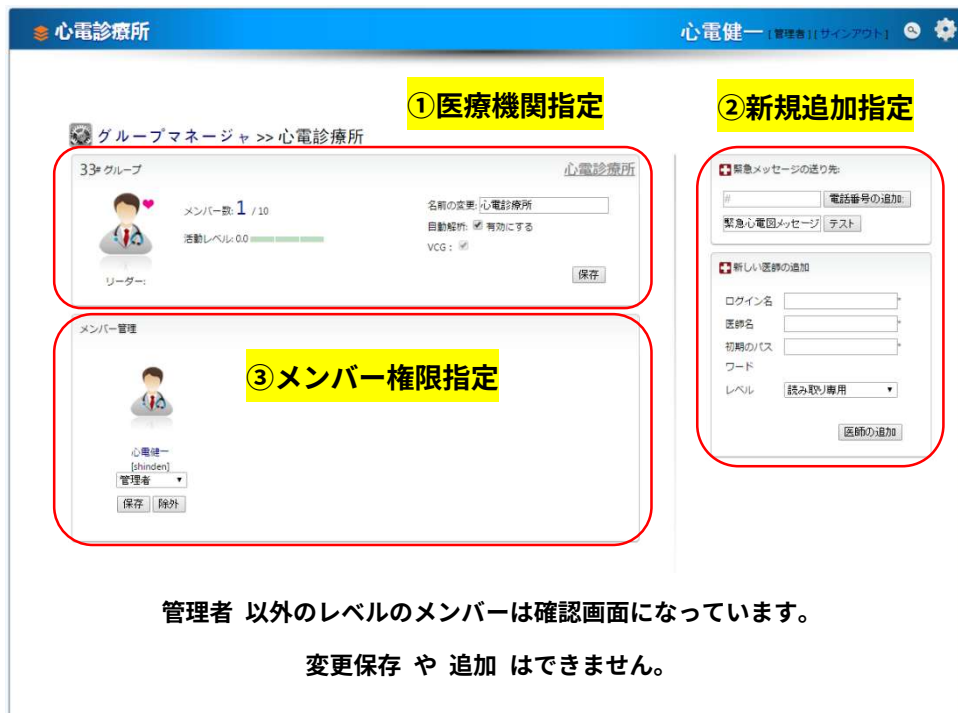 心電診療所
心電健一 [管理者] [サインアウト]
①医療機関指定
②新規追加指定
グループマネージャ >> 心電診療所
33# グループ
心電診療所
メンバー数: 1 / 10
活動レベル: 0.0
リーダー:
名前の変更: 心電診療所
自動解析: 有効にする
VCG :
保存
メンバー管理
③メンバー権限指定
心電健一
[shinden]
管理者
保存 除外
緊急メッセージの送り先:
# 電話番号の追加:
緊急心電図メッセージ テスト
新しい医師の追加
ログイン名 *
医師名 *
初期のパス *
ワード
レベル 読み取り専用
医師の追加
管理者 以外のレベルのメンバーは確認画面になっています。
変更保存 や 追加 はできません。